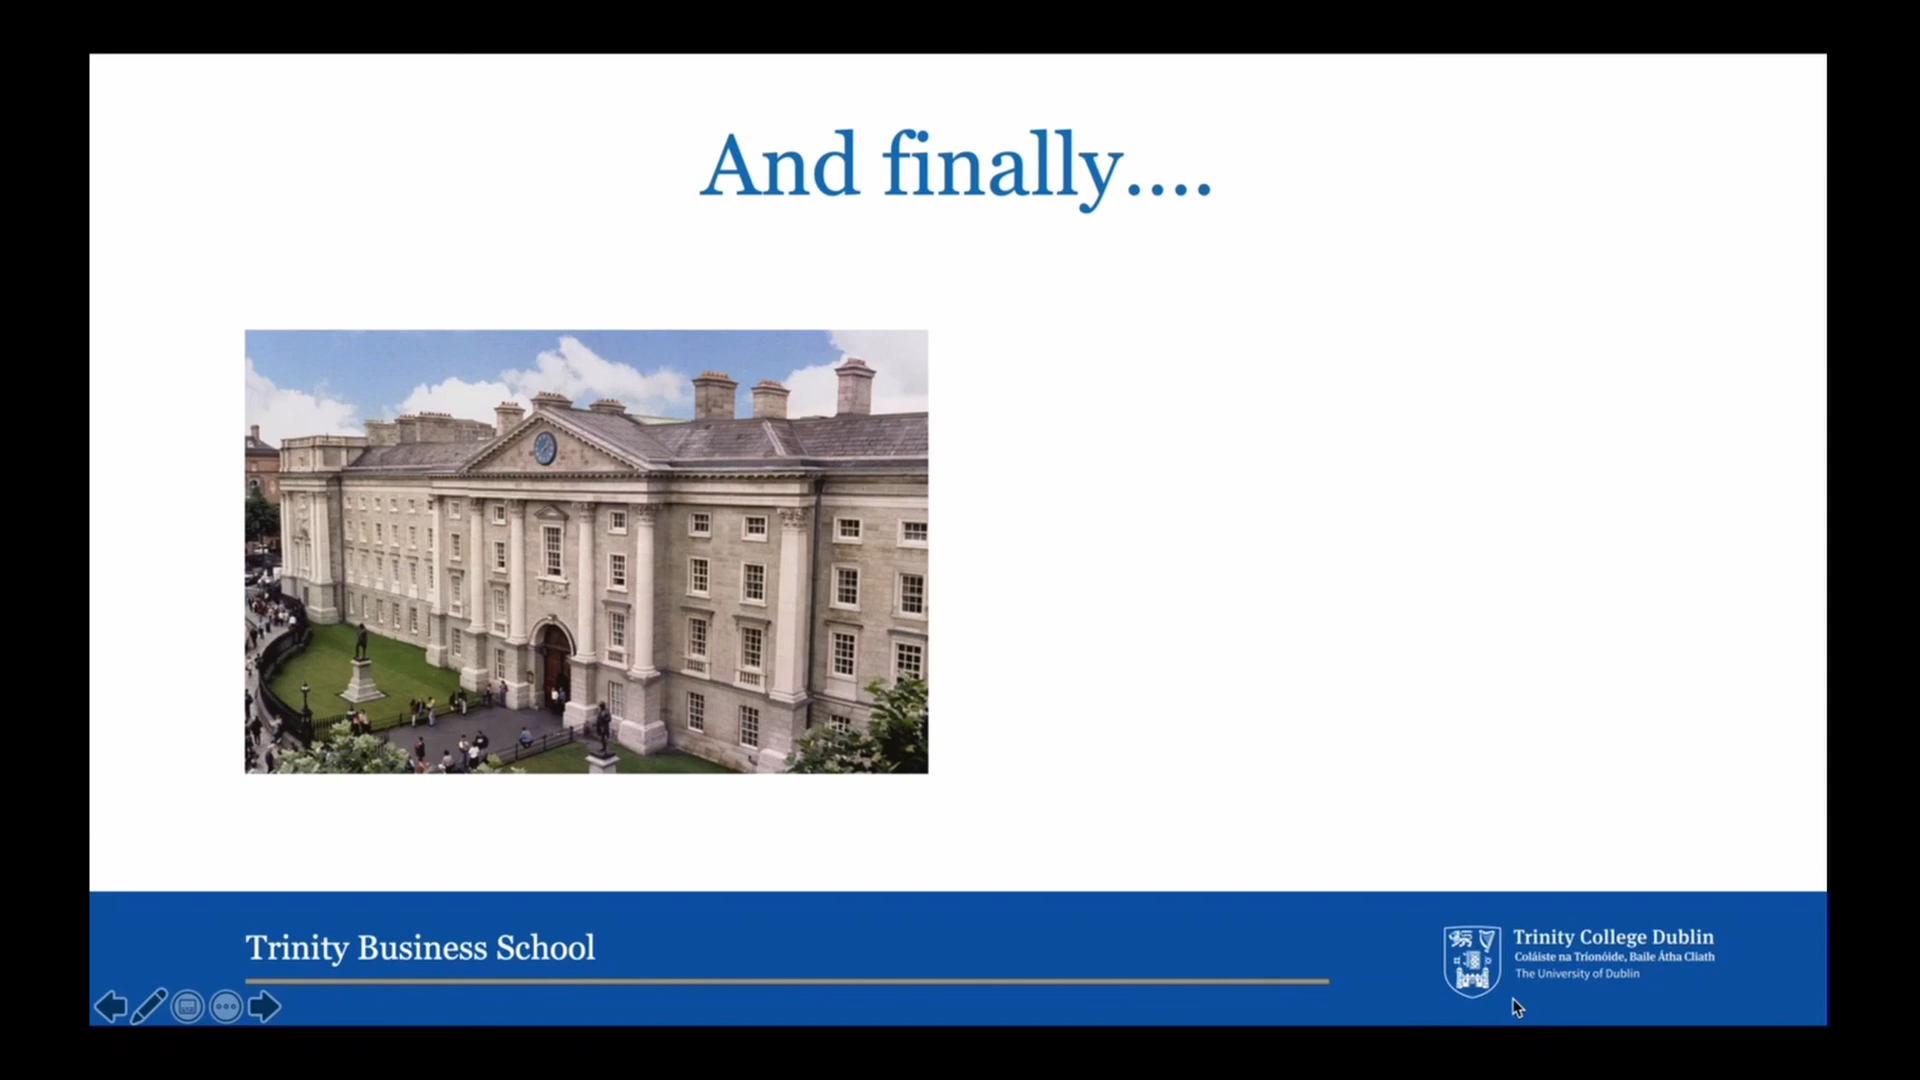 And finally....
Trinity Business School
Trinity College Dublin
Coláiste na Tríonóide, Baile Átha Cliath
The University of Dublin